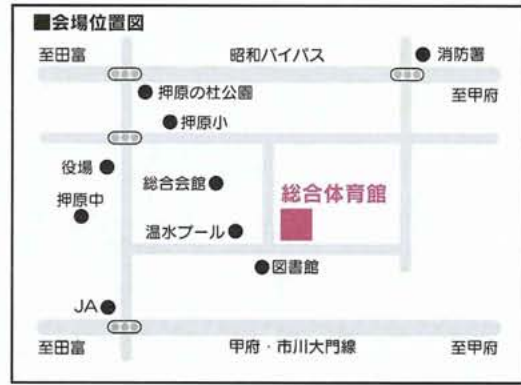 ■会場位置図
至田富
昭和バイパス
消防署
至甲府
押原の杜公園
押原小
役場
総合会館
総合体育館
押原中
温水プール
図書館
JA
至田富
甲府・市川大門線
至甲府